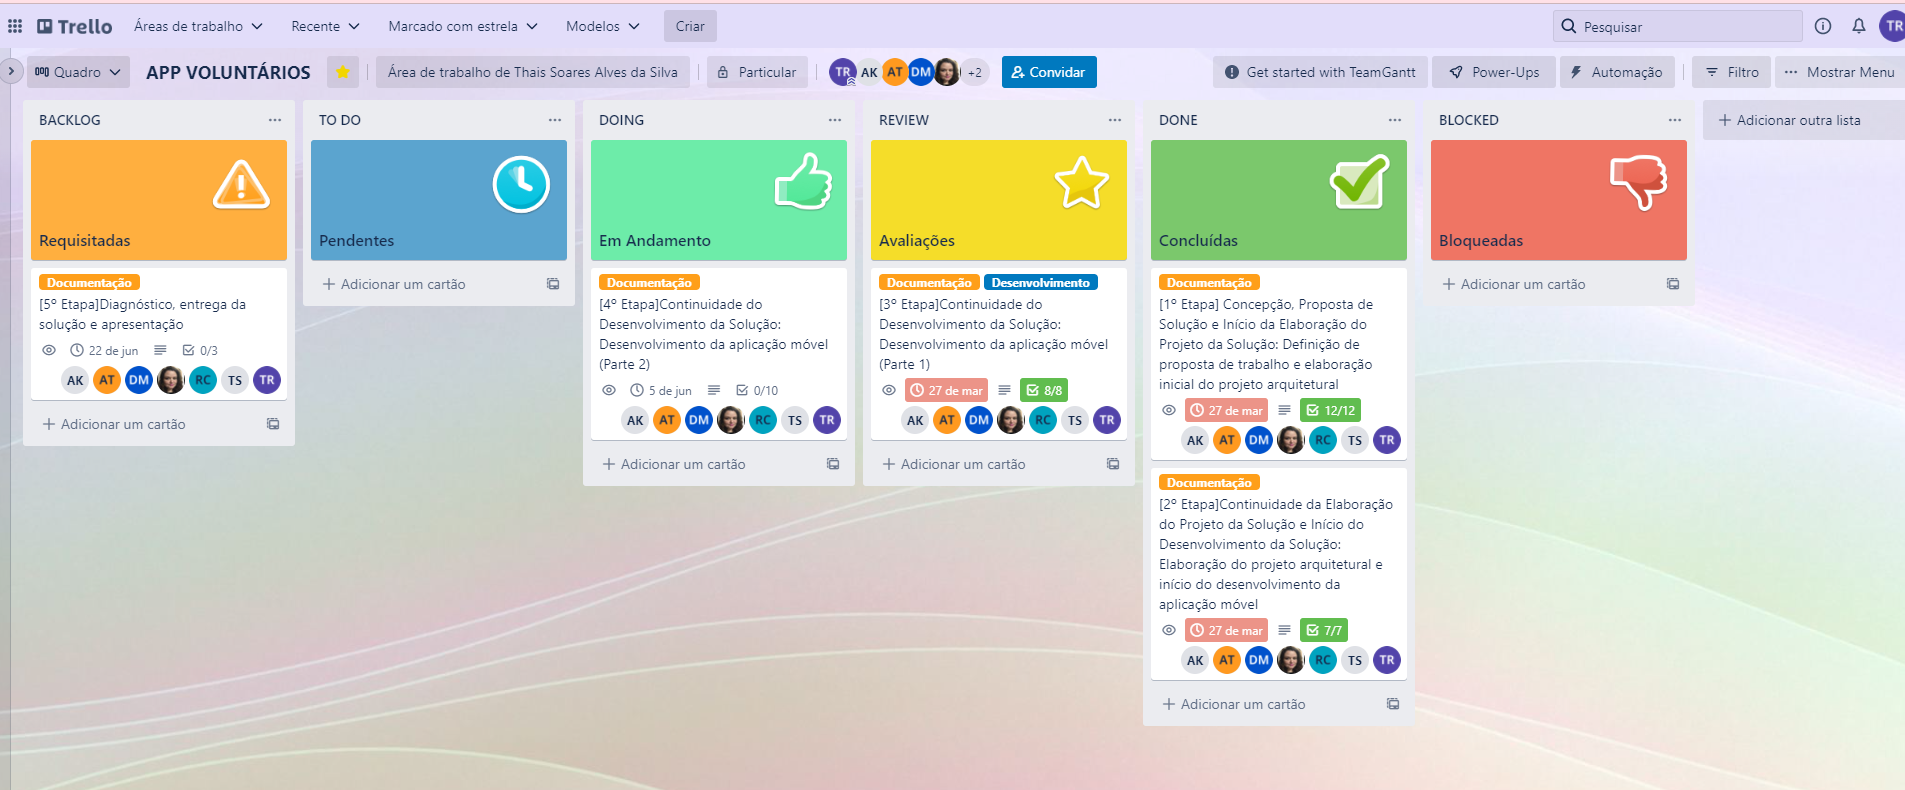 Trello Áreas de trabalho Recente Marcado com estrela Modelos Criar Pesquisar TR
Quadro APP VOLUNTÁRIOS Área de trabalho de Thais Soares Alves da Silva Particular TR AK AT DM +2 Convidar Get started with TeamGantt Power-Ups Automação Filtro Mostrar Menu
BACKLOG
Requisitadas
Documentação
[5º Etapa]Diagnóstico, entrega da
solução e apresentação
22 de jun 0/3
AK AT DM RC TS TR
Adicionar um cartão
TO DO
Pendentes
Adicionar um cartão
DOING
Em Andamento
Documentação
[4º Etapa]Continuidade do
Desenvolvimento da Solução:
Desenvolvimento da aplicação móvel
(Parte 2)
5 de jun 0/10
AK AT DM RC TS TR
Adicionar um cartão
REVIEW
Avaliações
Documentação Desenvolvimento
[3º Etapa]Continuidade do
Desenvolvimento da Solução:
Desenvolvimento da aplicação móvel
(Parte 1)
27 de mar 8/8
AK AT DM RC TS TR
Adicionar um cartão
DONE
Concluídas
Documentação
[1º Etapa] Concepção, Proposta de
Solução e Início da Elaboração do
Projeto da Solução: Definição de
proposta de trabalho e elaboração
inicial do projeto arquitetural
27 de mar 12/12
AK AT DM RC TS TR
Documentação
[2º Etapa]Continuidade da Elaboração
do Projeto da Solução e Início do
Desenvolvimento da Solução:
Elaboração do projeto arquitetural e
início do desenvolvimento da
aplicação móvel
27 de mar 7/7
AK AT DM RC TS TR
Adicionar um cartão
BLOCKED
Bloqueadas
Adicionar um cartão
Adicionar outra lista